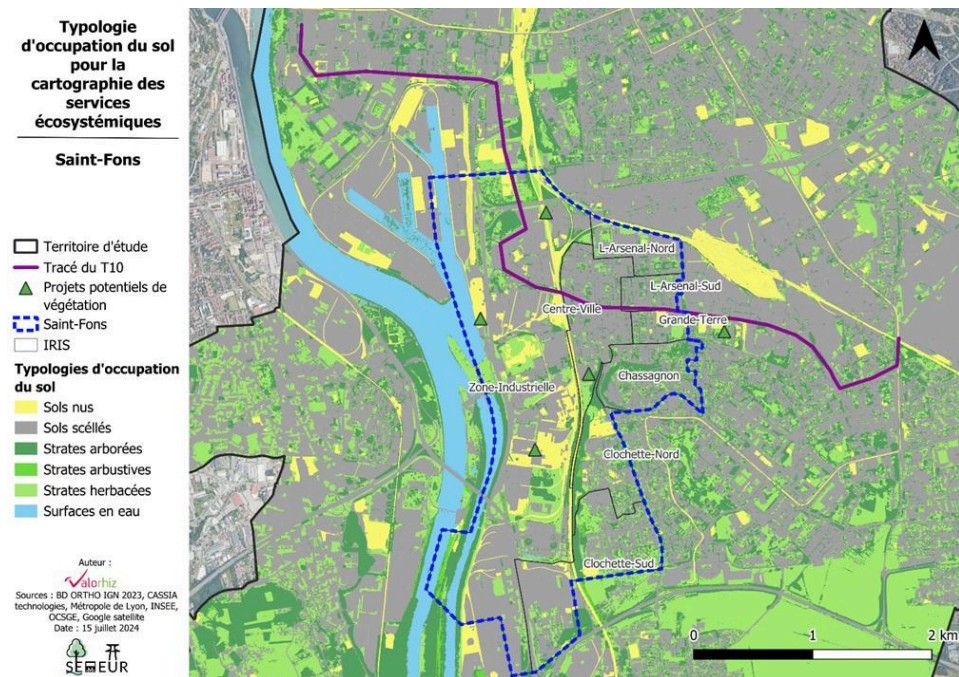 Typologie
d'occupation du sol
pour la
cartographie des
services
écosystémiques
Saint-Fons
Territoire d'étude
Tracé du T10
Projets potentiels de
végétation
Saint-Fons
IRIS
Typologies d'occupation
du sol
Sols nus
Sols scéllés
Strates arborées
Strates arbustives
Strates herbacées
Surfaces en eau
Auteur :
Valorhiz
Sources : BD ORTHO IGN 2023, CASSIA
technologies, Métropole de Lyon, INSEE,
OCSGE, Google satellite
Date : 15 juillet 2024
L-Arsenal-Nord
L-Arsenal-Sud
Centre-Ville
Grande-Terre
Chassagnon
Zone-Industrielle
Clochette-Nord
Clochette-Sud
0 1 2 km